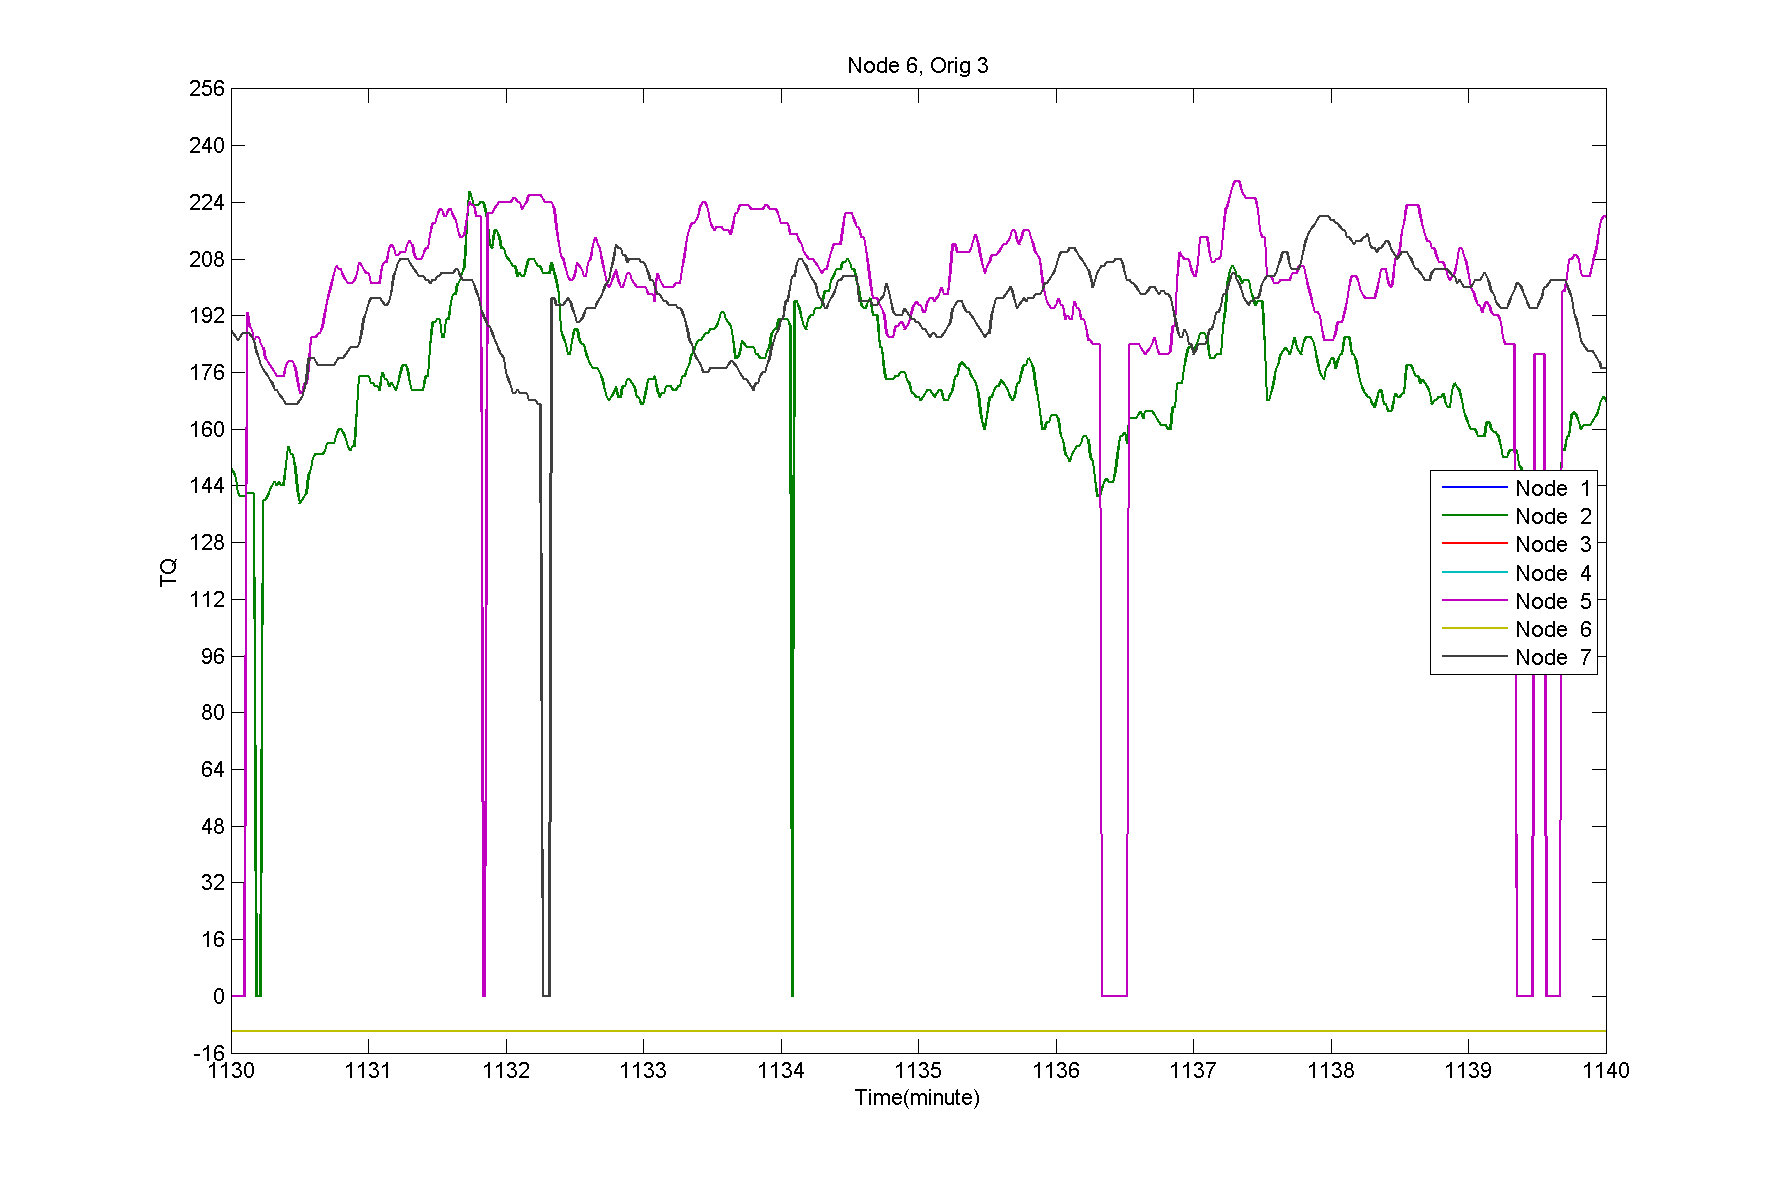 Node 6, Orig 3
256
240
224
208
192
176
160
144
128
112
96
80
64
48
32
16
0
-16
TQ
Node 1
Node 2
Node 3
Node 4
Node 5
Node 6
Node 7
1130 1131 1132 1133 1134 1135 1136 1137 1138 1139 1140
Time(minute)